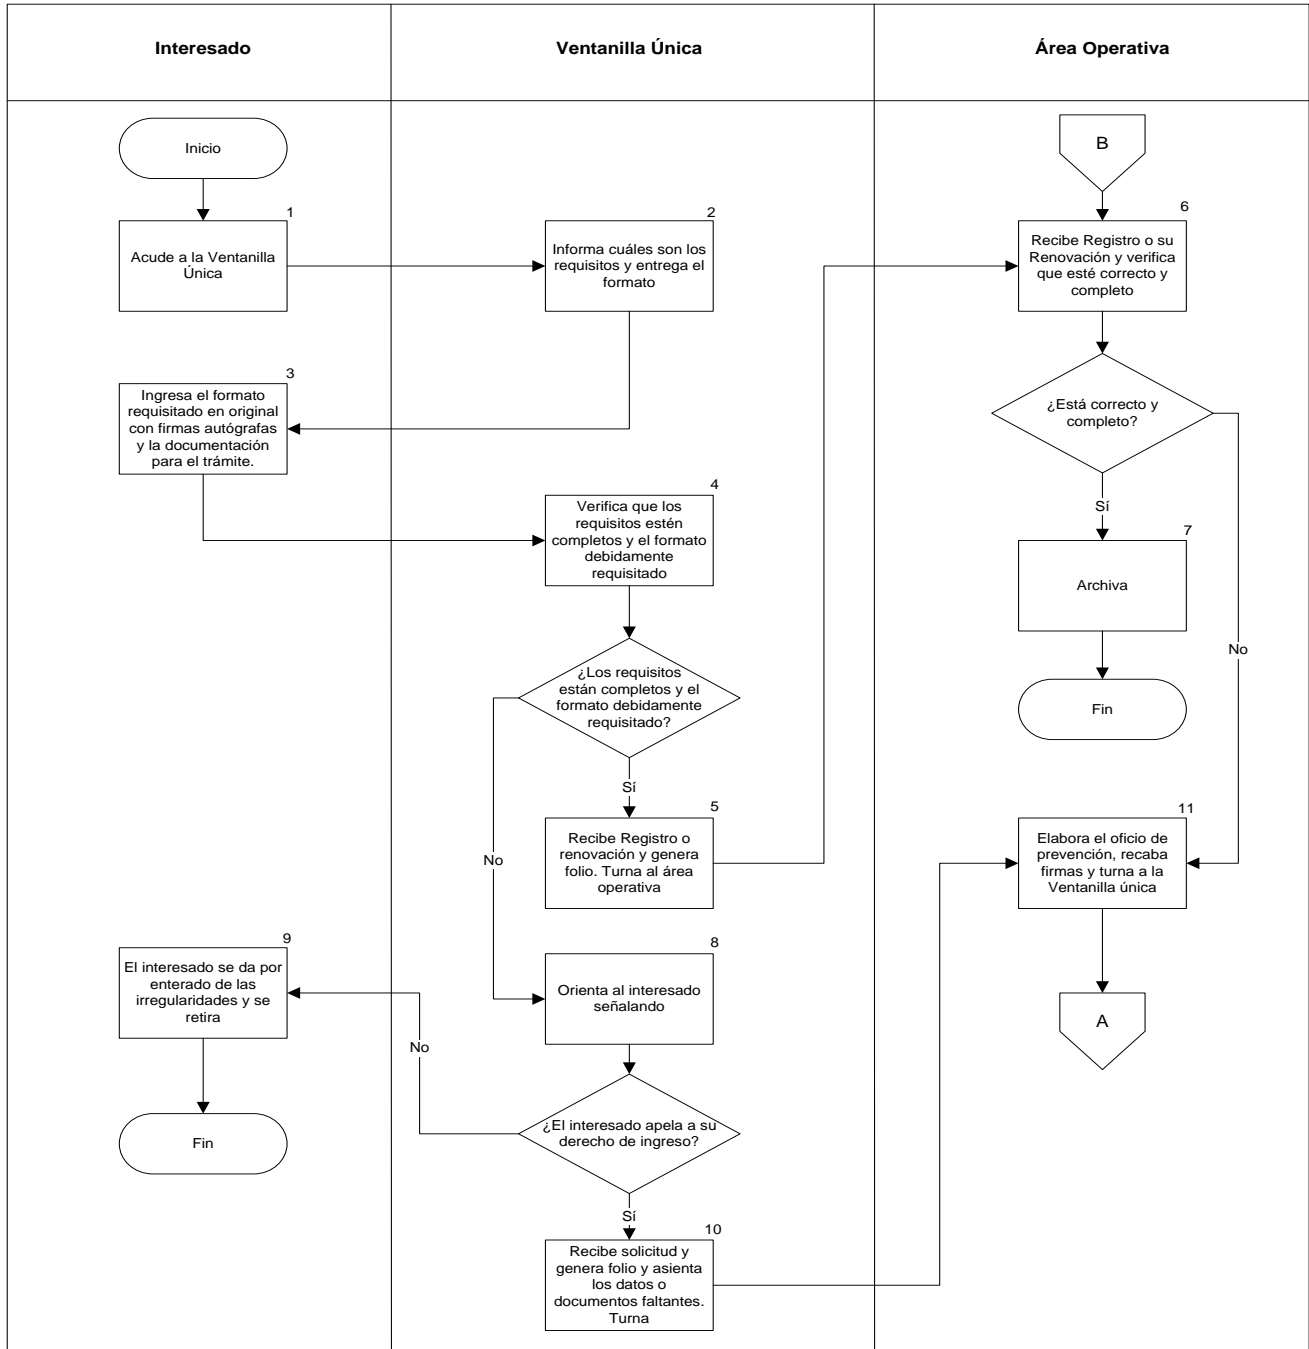 Interesado
Ventanilla Única
Área Operativa
Inicio
B
1
Acude a la Ventanilla
Única
2
Informa cuáles son los
requisitos y entrega el
formato
6
Recibe Registro o su
Renovación y verifica
que esté correcto y
completo
3
Ingresa el formato
requisitado en original
con firmas autógrafas
y la documentación
para el trámite.
¿Está correcto y
completo?
4
Verifica que los
requisitos estén
completos y el formato
debidamente
requisitado
Sí
7
Archiva
No
¿Los requisitos
están completos y el
formato debidamente
requisitado?
Fin
Sí
5
Recibe Registro o
renovación y genera
folio. Turna al área
operativa
No
11
Elabora el oficio de
prevención, recaba
firmas y turna a la
Ventanilla única
9
El interesado se da por
enterado de las
irregularidades y se
retira
8
Orienta al interesado
señalando
A
No
Fin
¿El interesado apela a su
derecho de ingreso?
Sí
10
Recibe solicitud y
genera folio y asienta
los datos o
documentos faltantes.
Turna